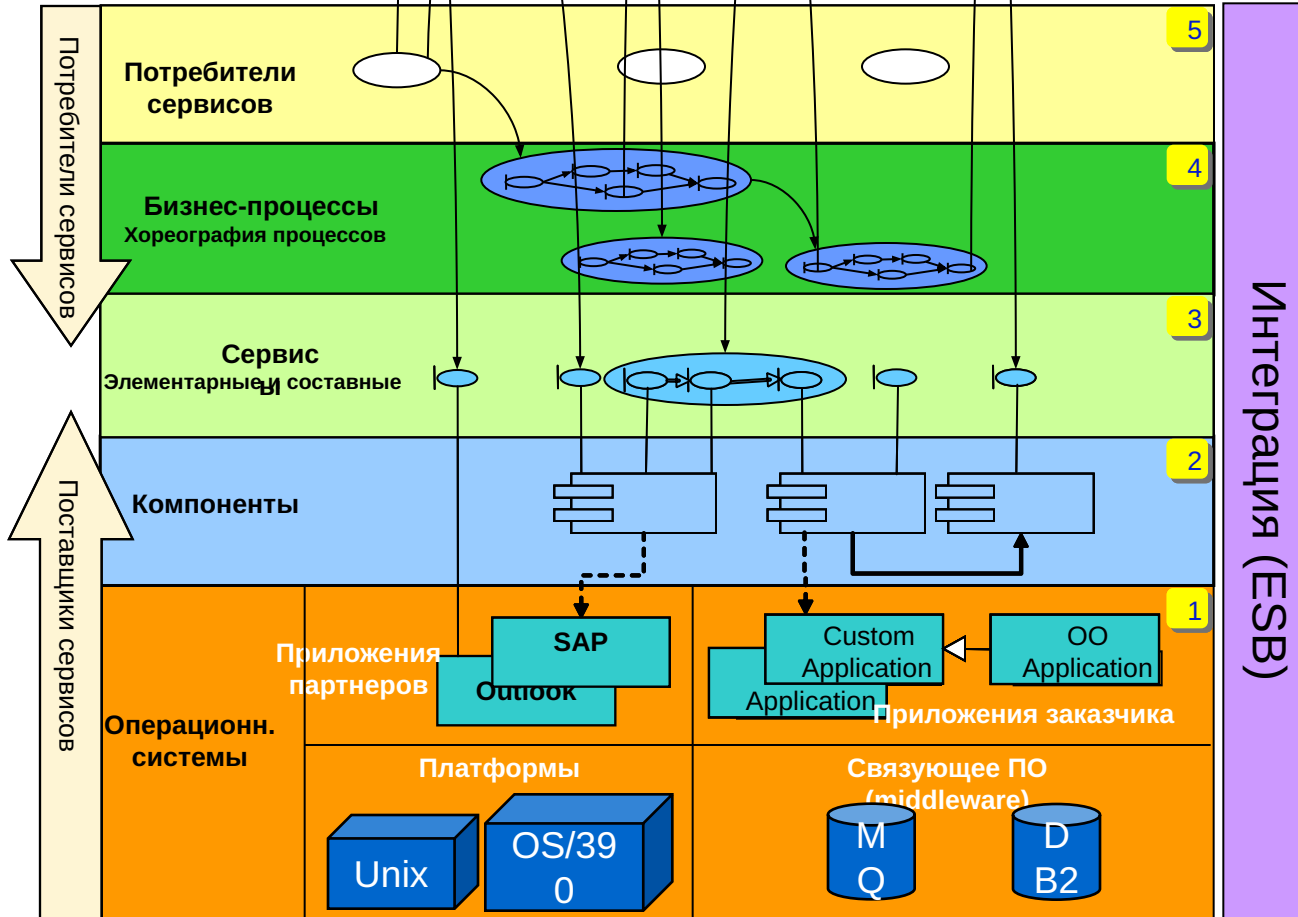 Потребители сервисов
5
Потребители
сервисов
4
Бизнес-процессы
Хореография процессов
3
Сервис
ы
Элементарные и составные
2
Компоненты
Поставщики сервисов
1
SAP
Outlook
Приложения
партнеров
Custom
Application
Application
OO
Application
Приложения заказчика
Операционн.
системы
Платформы
Unix
OS/39
0
Связующее ПО
(middleware)
M
Q
D
B2
Интеграция (ESB)